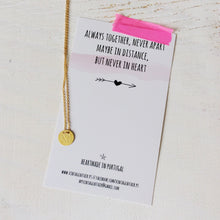 ALWAYS TOGETHER, NEVER APART
MAYBE IN DISTANCE,
BUT NEVER IN HEART
HEARTMADE IN PORTUGAL